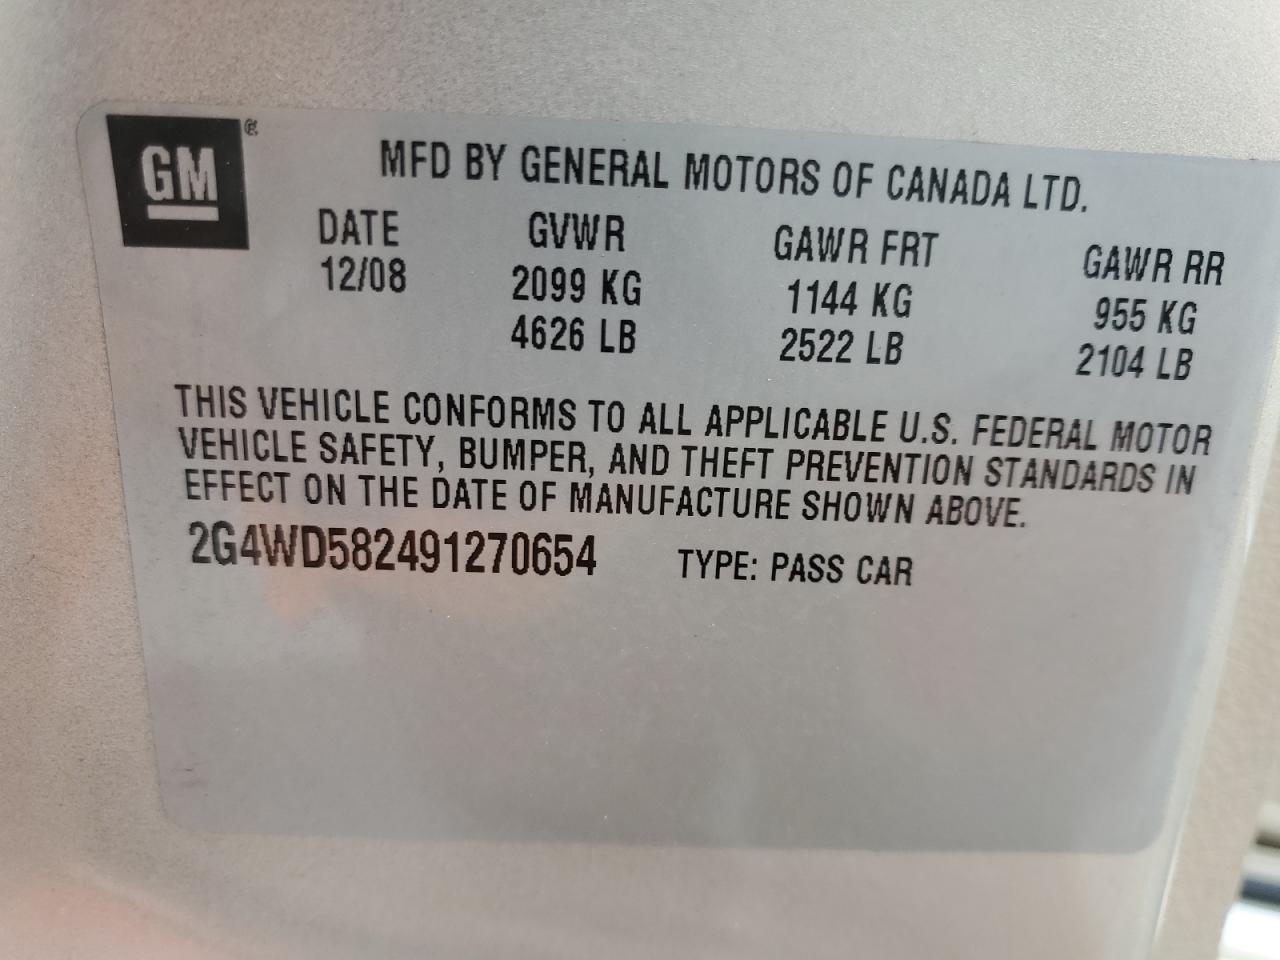 GM
MFD BY GENERAL MOTORS OF CANADA LTD.
DATE GVWR GAWR FRT GAWR RR
12/08 2099 KG 1144 KG 955 KG
4626 LB 2522 LB 2104 LB
THIS VEHICLE CONFORMS TO ALL APPLICABLE U.S. FEDERAL MOTOR
VEHICLE SAFETY, BUMPER, AND THEFT PREVENTION STANDARDS IN
EFFECT ON THE DATE OF MANUFACTURE SHOWN ABOVE.
2G4WD582491270654 TYPE: PASS CAR